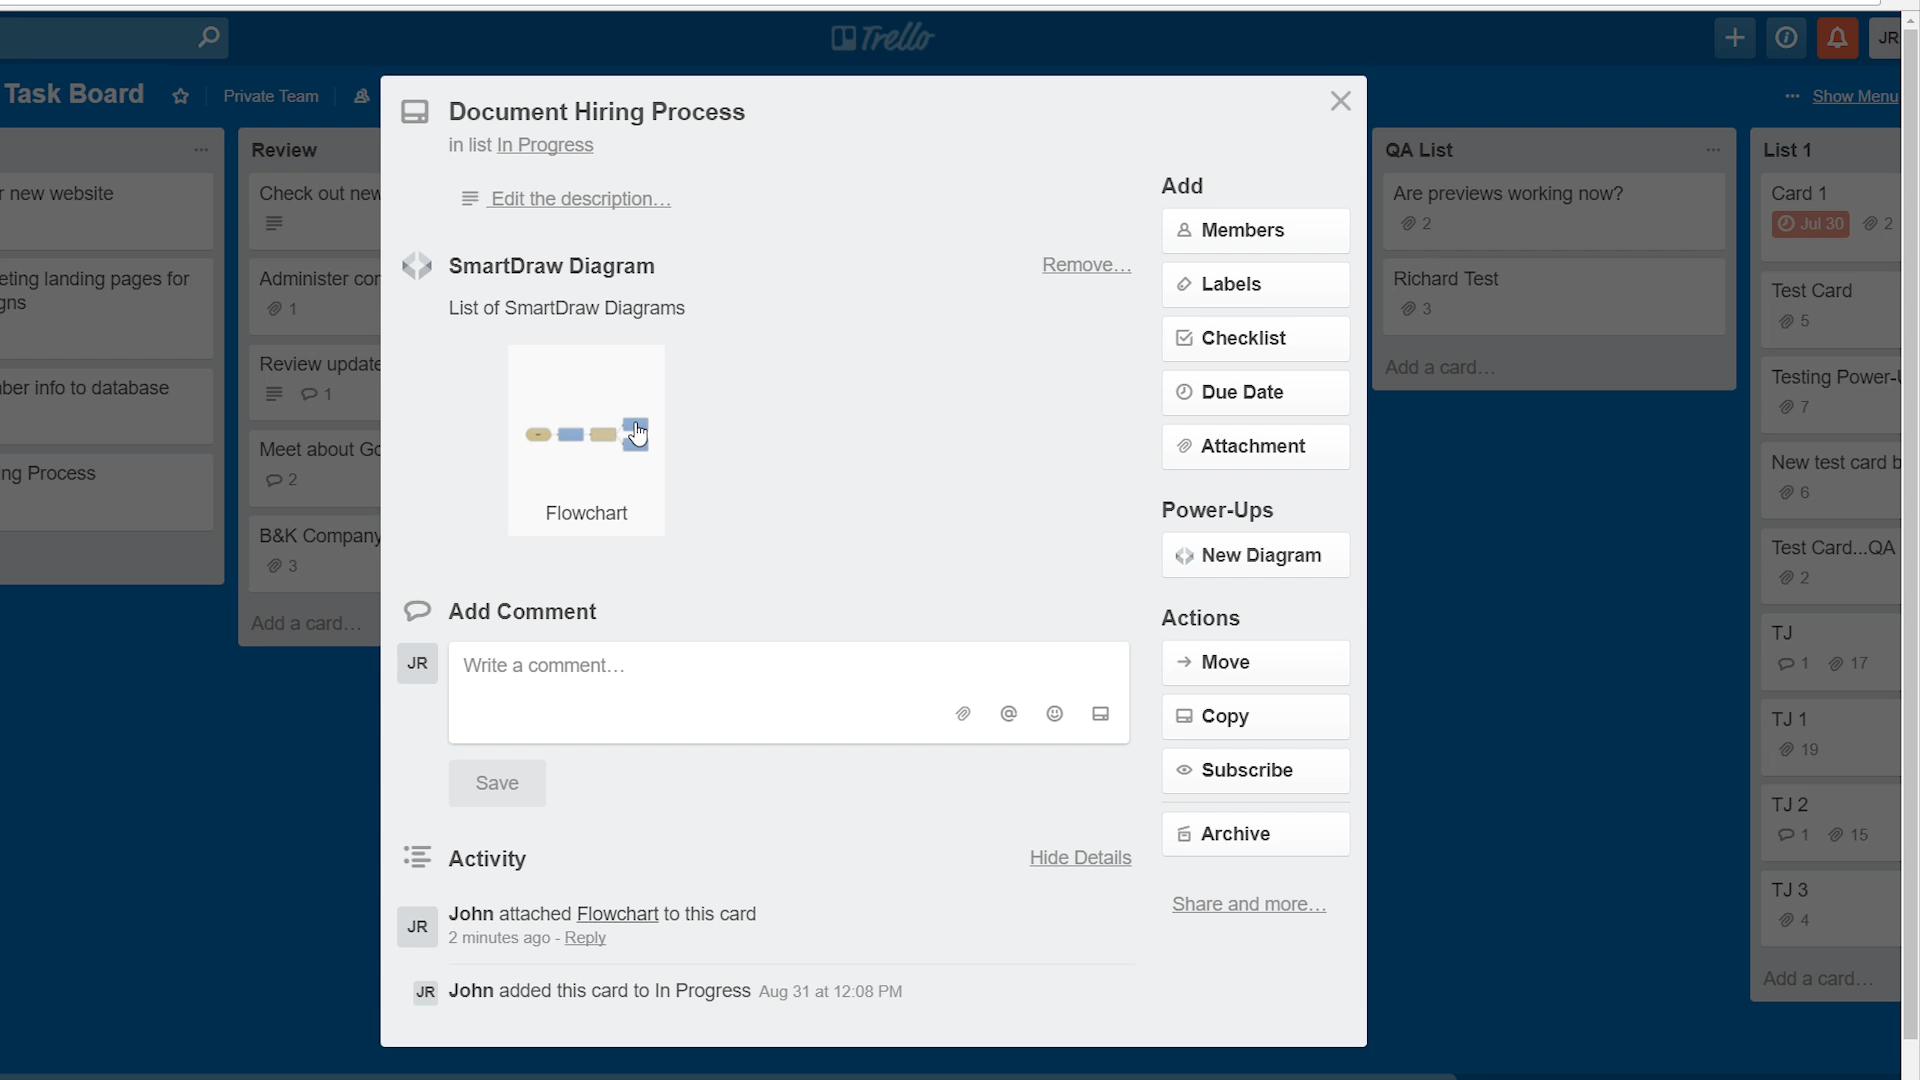 Trello
JR
Task Board
Private Team
Show Menu
r new website
eting landing pages for
gns
ber info to database
ng Process
Review
Check out new
Administer cor
1
Review update
1
Meet about Go
2
B&K Company
3
Add a card…
Document Hiring Process
in list In Progress
Edit the description…
SmartDraw Diagram
Remove…
List of SmartDraw Diagrams
Flowchart
Add Comment
JR
Write a comment…
Save
Activity
Hide Details
JR
John attached Flowchart to this card
2 minutes ago - Reply
JR
John added this card to In Progress Aug 31 at 12:08 PM
Add
Members
Labels
Checklist
Due Date
Attachment
Power-Ups
New Diagram
Actions
Move
Copy
Subscribe
Archive
Share and more…
QA List
Are previews working now?
2
Richard Test
3
Add a card…
List 1
Card 1
Jul 30 2
Test Card
5
Testing Power-U
7
New test card b
6
Test Card...QA
2
TJ
1 17
TJ 1
19
TJ 2
1 15
TJ 3
4
Add a card…